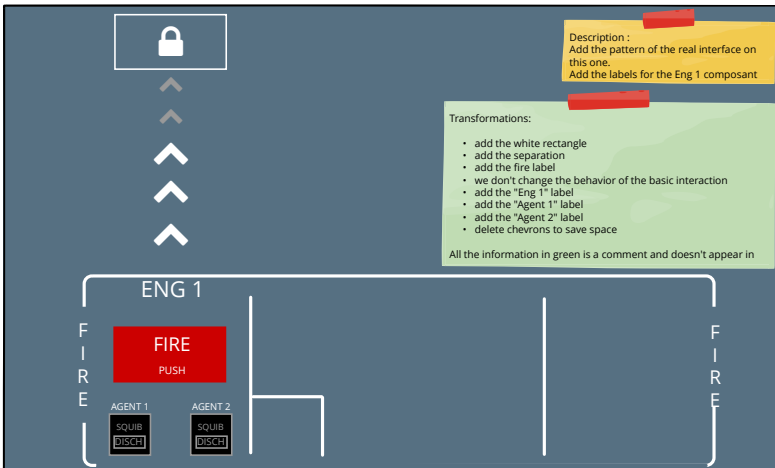 Description :
Add the pattern of the real interface on
this one.
Add the labels for the Eng 1 composant
Transformations:
• add the white rectangle
• add the separation
• add the fire label
• we don't change the behavior of the basic interaction
• add the "Eng 1" label
• add the "Agent 1" label
• add the "Agent 2" label
• delete chevrons to save space
All the information in green is a comment and doesn't appear in
ENG 1
F
I
R
E
FIRE
PUSH
AGENT 1
AGENT 2
SQUIB
DISCH
SQUIB
DISCH
F
I
R
E